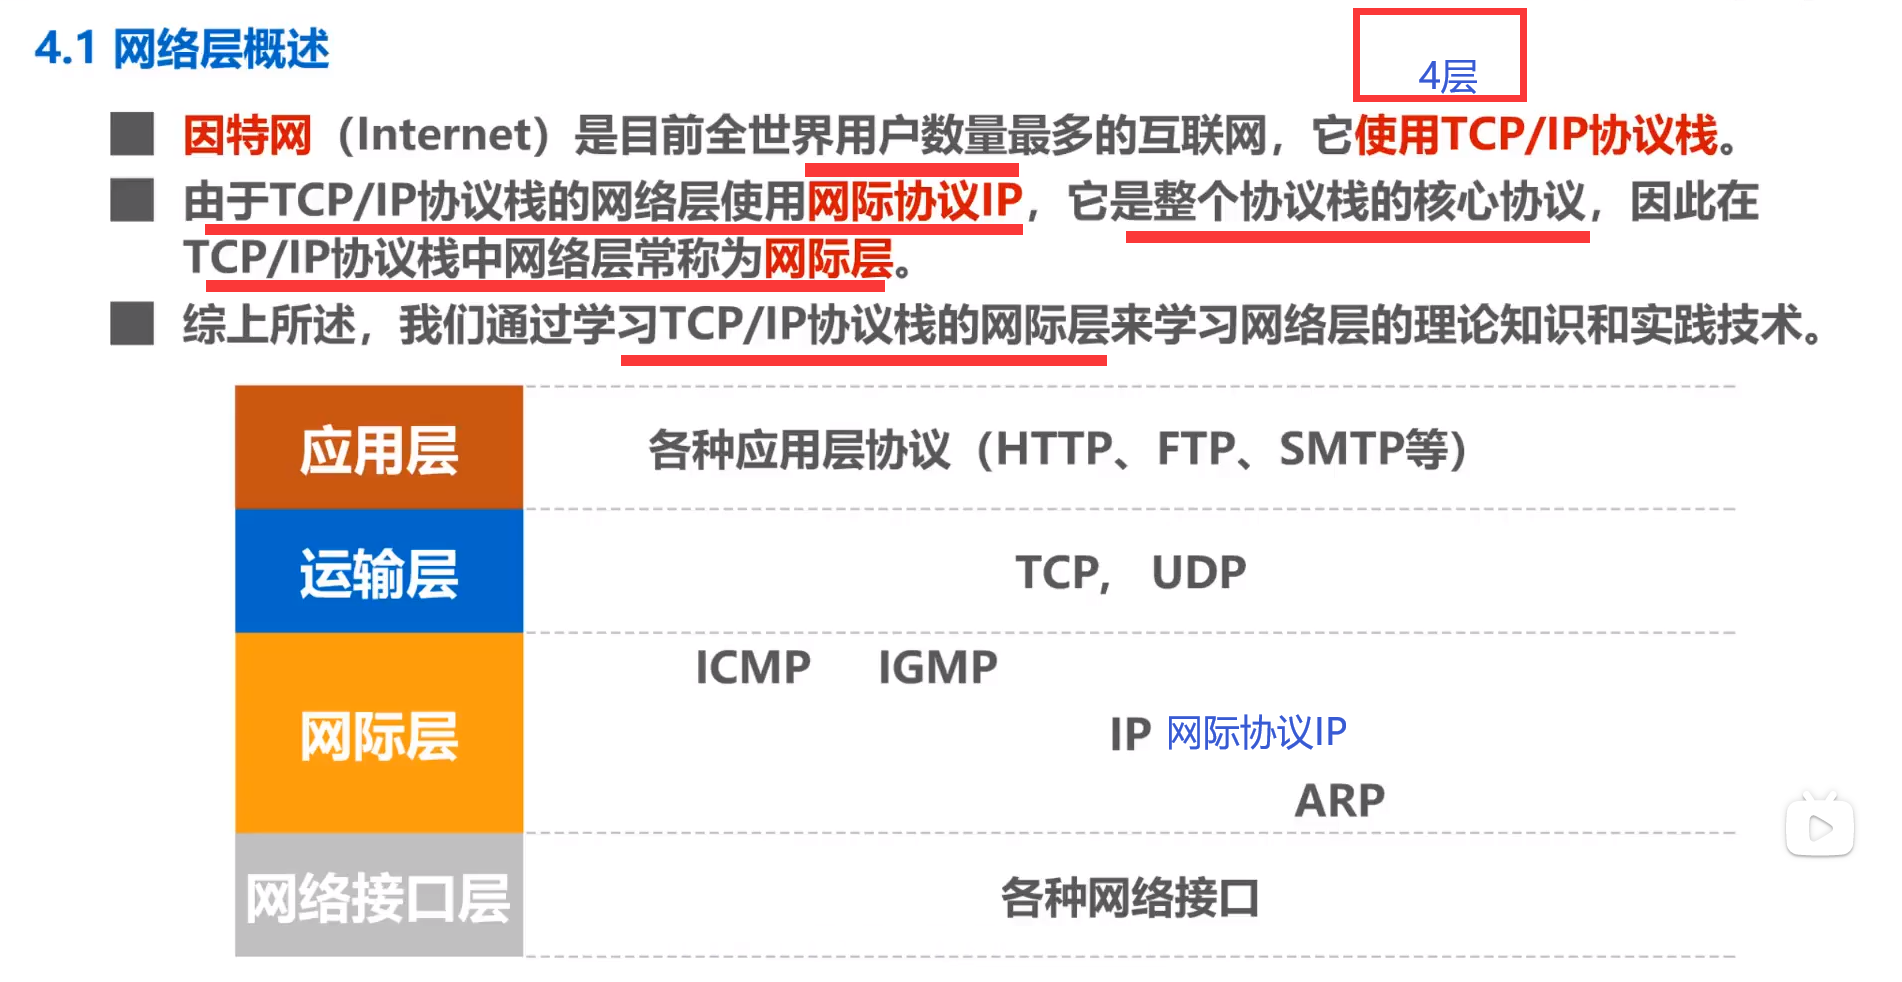 4.1 网络层概述
4层
因特网（Internet）是目前全世界用户数量最多的互联网，它使用TCP/IP协议栈。
由于TCP/IP协议栈的网络层使用网际协议IP，它是整个协议栈的核心协议，因此在
TCP/IP协议栈中网络层常称为网际层。
综上所述，我们通过学习TCP/IP协议栈的网际层来学习网络层的理论知识和实践技术。
应用层 各种应用层协议（HTTP、FTP、SMTP等）
运输层 TCP， UDP
ICMP IGMP
网际层 IP 网际协议IP
ARP
网络接口层 各种网络接口